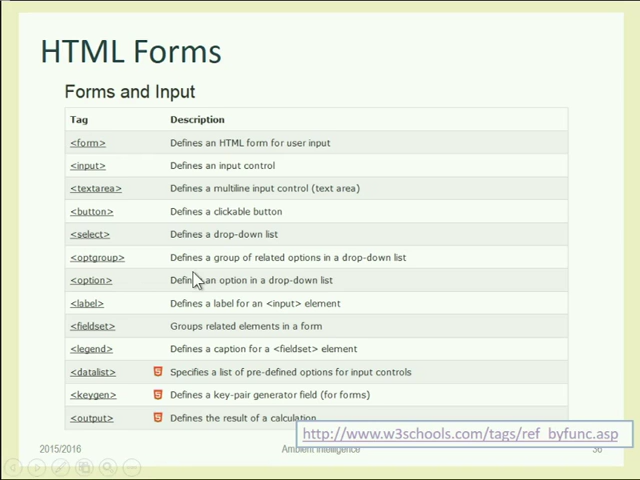 HTML Forms
Forms and Input
Tag Description
<form> Defines an HTML form for user input
<input> Defines an input control
<textarea> Defines a multiline input control (text area)
<button> Defines a clickable button
<select> Defines a drop-down list
<optgroup> Defines a group of related options in a drop-down list
<option> Defines an option in a drop-down list
<label> Defines a label for an <input> element
<fieldset> Groups related elements in a form
<legend> Defines a caption for a <fieldset> element
<datalist> 5 Specifies a list of pre-defined options for input controls
<keygen> 5 Defines a key-pair generator field (for forms)
<output> 5 Defines the result of a calculation
http://www.w3schools.com/tags/ref_byfunc.asp
2015/2016 Ambient intelligence 36